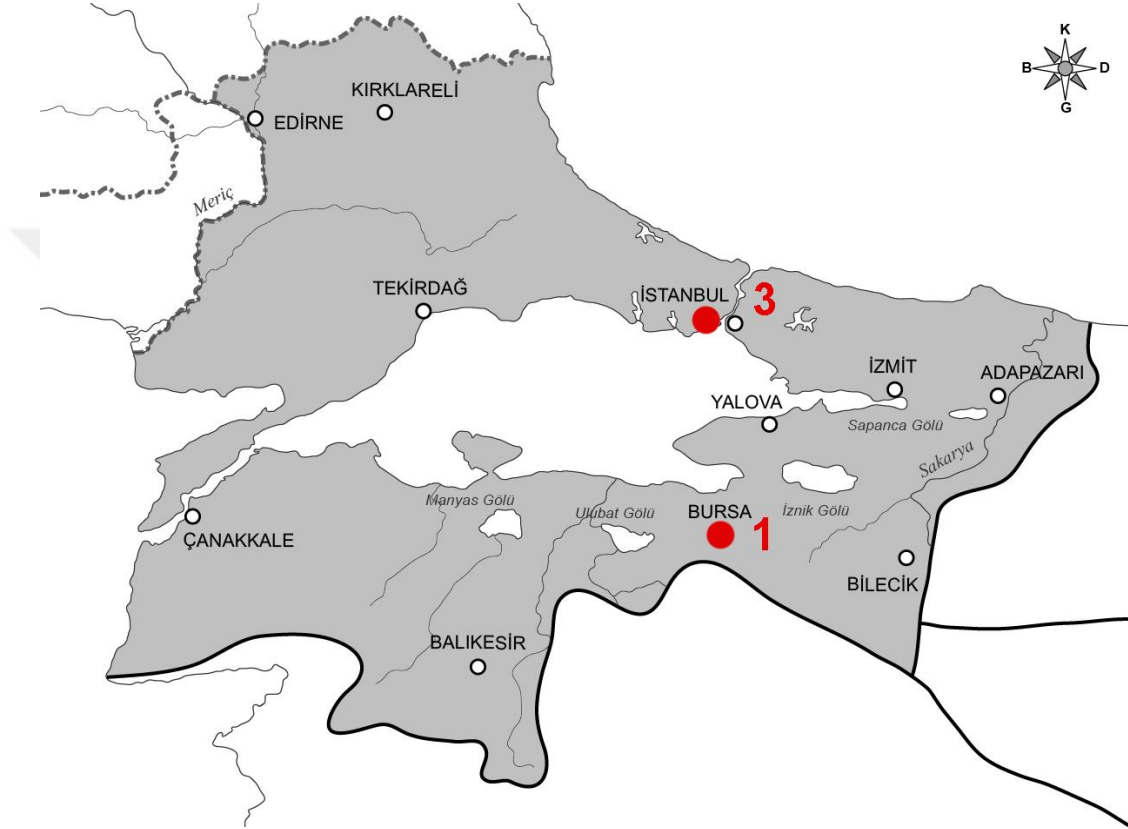 K
B D
G
KIRKLARELİ
EDİRNE
Meriç
TEKİRDAĞ
İSTANBUL
3
İZMİT
ADAPAZARI
YALOVA
Sapanca Gölü
Sakarya
Manyas Gölü
Ulubat Gölü
BURSA
1
İznik Gölü
ÇANAKKALE
BİLECİK
BALIKESİR